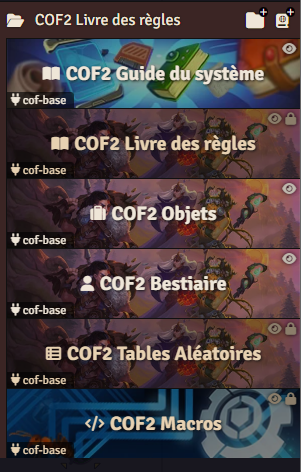 COF2 Livre des règles
COF2 Guide du système
cof-base
COF2 Livre des règles
cof-base
COF2 Objets
cof-base
COF2 Bestiaire
cof-base
COF2 Tables Aléatoires
cof-base
COF2 Macros
cof-base